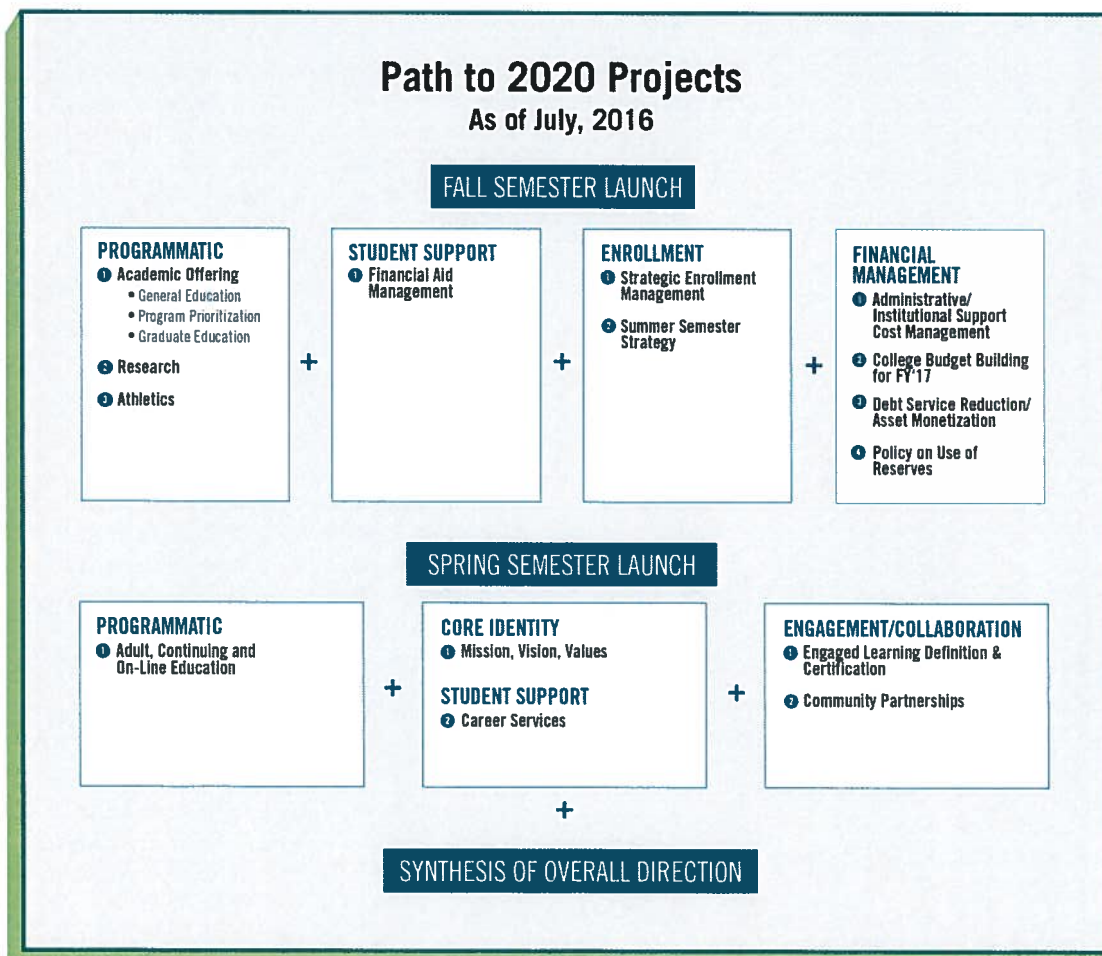 Path to 2020 Projects
As of July, 2016
FALL SEMESTER LAUNCH
PROGRAMMATIC
1 Academic Offering
• General Education
• Program Prioritization
• Graduate Education
2 Research
3 Athletics
+
STUDENT SUPPORT
1 Financial Aid
Management
+
ENROLLMENT
1 Strategic Enrollment
Management
2 Summer Semester
Strategy
+
FINANCIAL
MANAGEMENT
1 Administrative/
Institutional Support
Cost Management
2 College Budget Building
for FY'17
3 Debt Service Reduction/
Asset Monetization
4 Policy on Use of
Reserves
SPRING SEMESTER LAUNCH
PROGRAMMATIC
1 Adult, Continuing and
On-Line Education
+
CORE IDENTITY
1 Mission, Vision, Values
STUDENT SUPPORT
2 Career Services
+
ENGAGEMENT/COLLABORATION
1 Engaged Learning Definition &
Certification
2 Community Partnerships
+
SYNTHESIS OF OVERALL DIRECTION